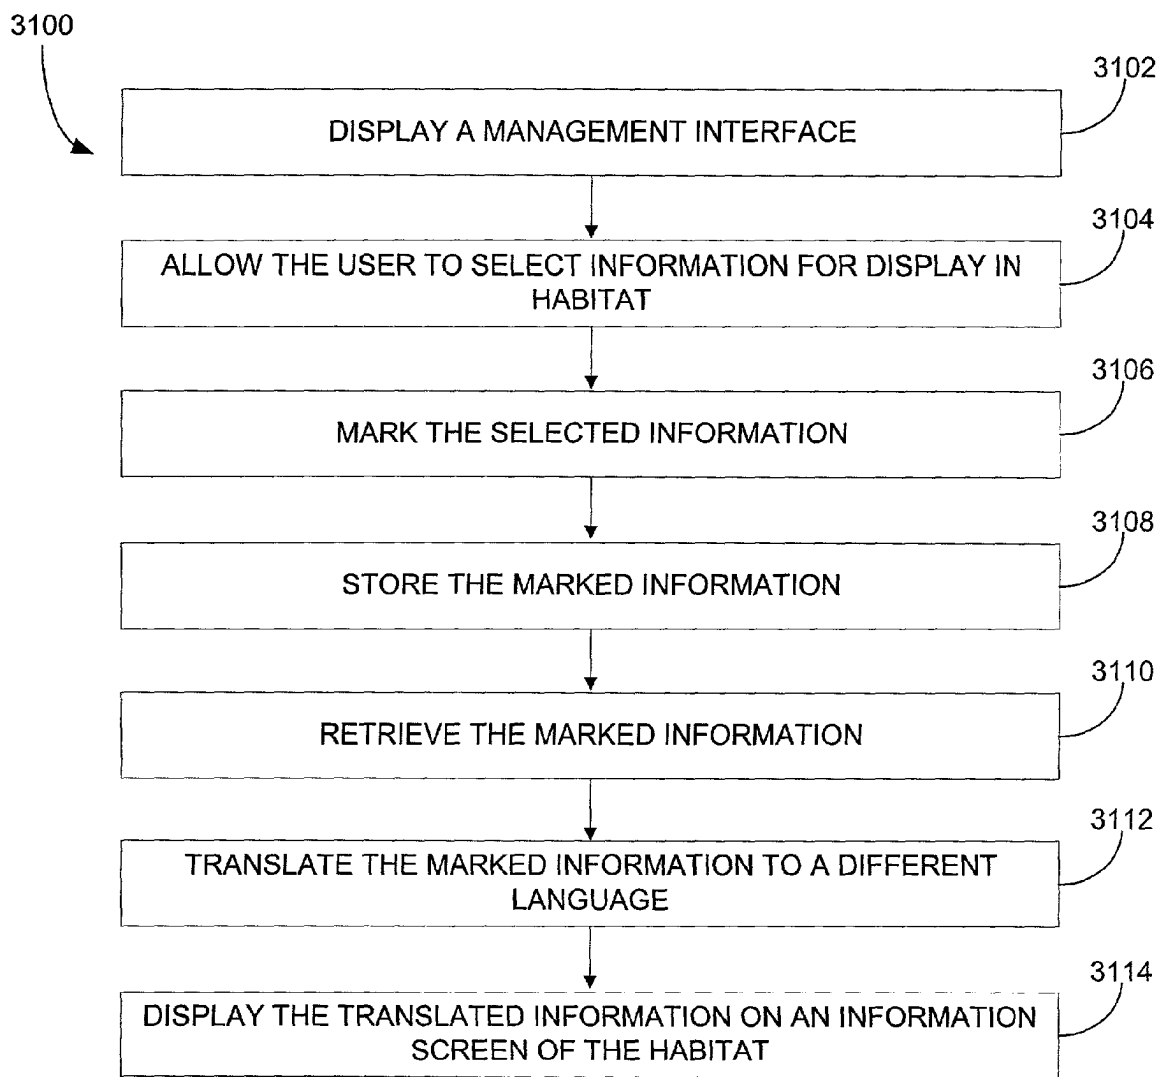 3100
3102
DISPLAY A MANAGEMENT INTERFACE
3104
ALLOW THE USER TO SELECT INFORMATION FOR DISPLAY IN
HABITAT
3106
MARK THE SELECTED INFORMATION
3108
STORE THE MARKED INFORMATION
3110
RETRIEVE THE MARKED INFORMATION
3112
TRANSLATE THE MARKED INFORMATION TO A DIFFERENT
LANGUAGE
3114
DISPLAY THE TRANSLATED INFORMATION ON AN INFORMATION
SCREEN OF THE HABITAT